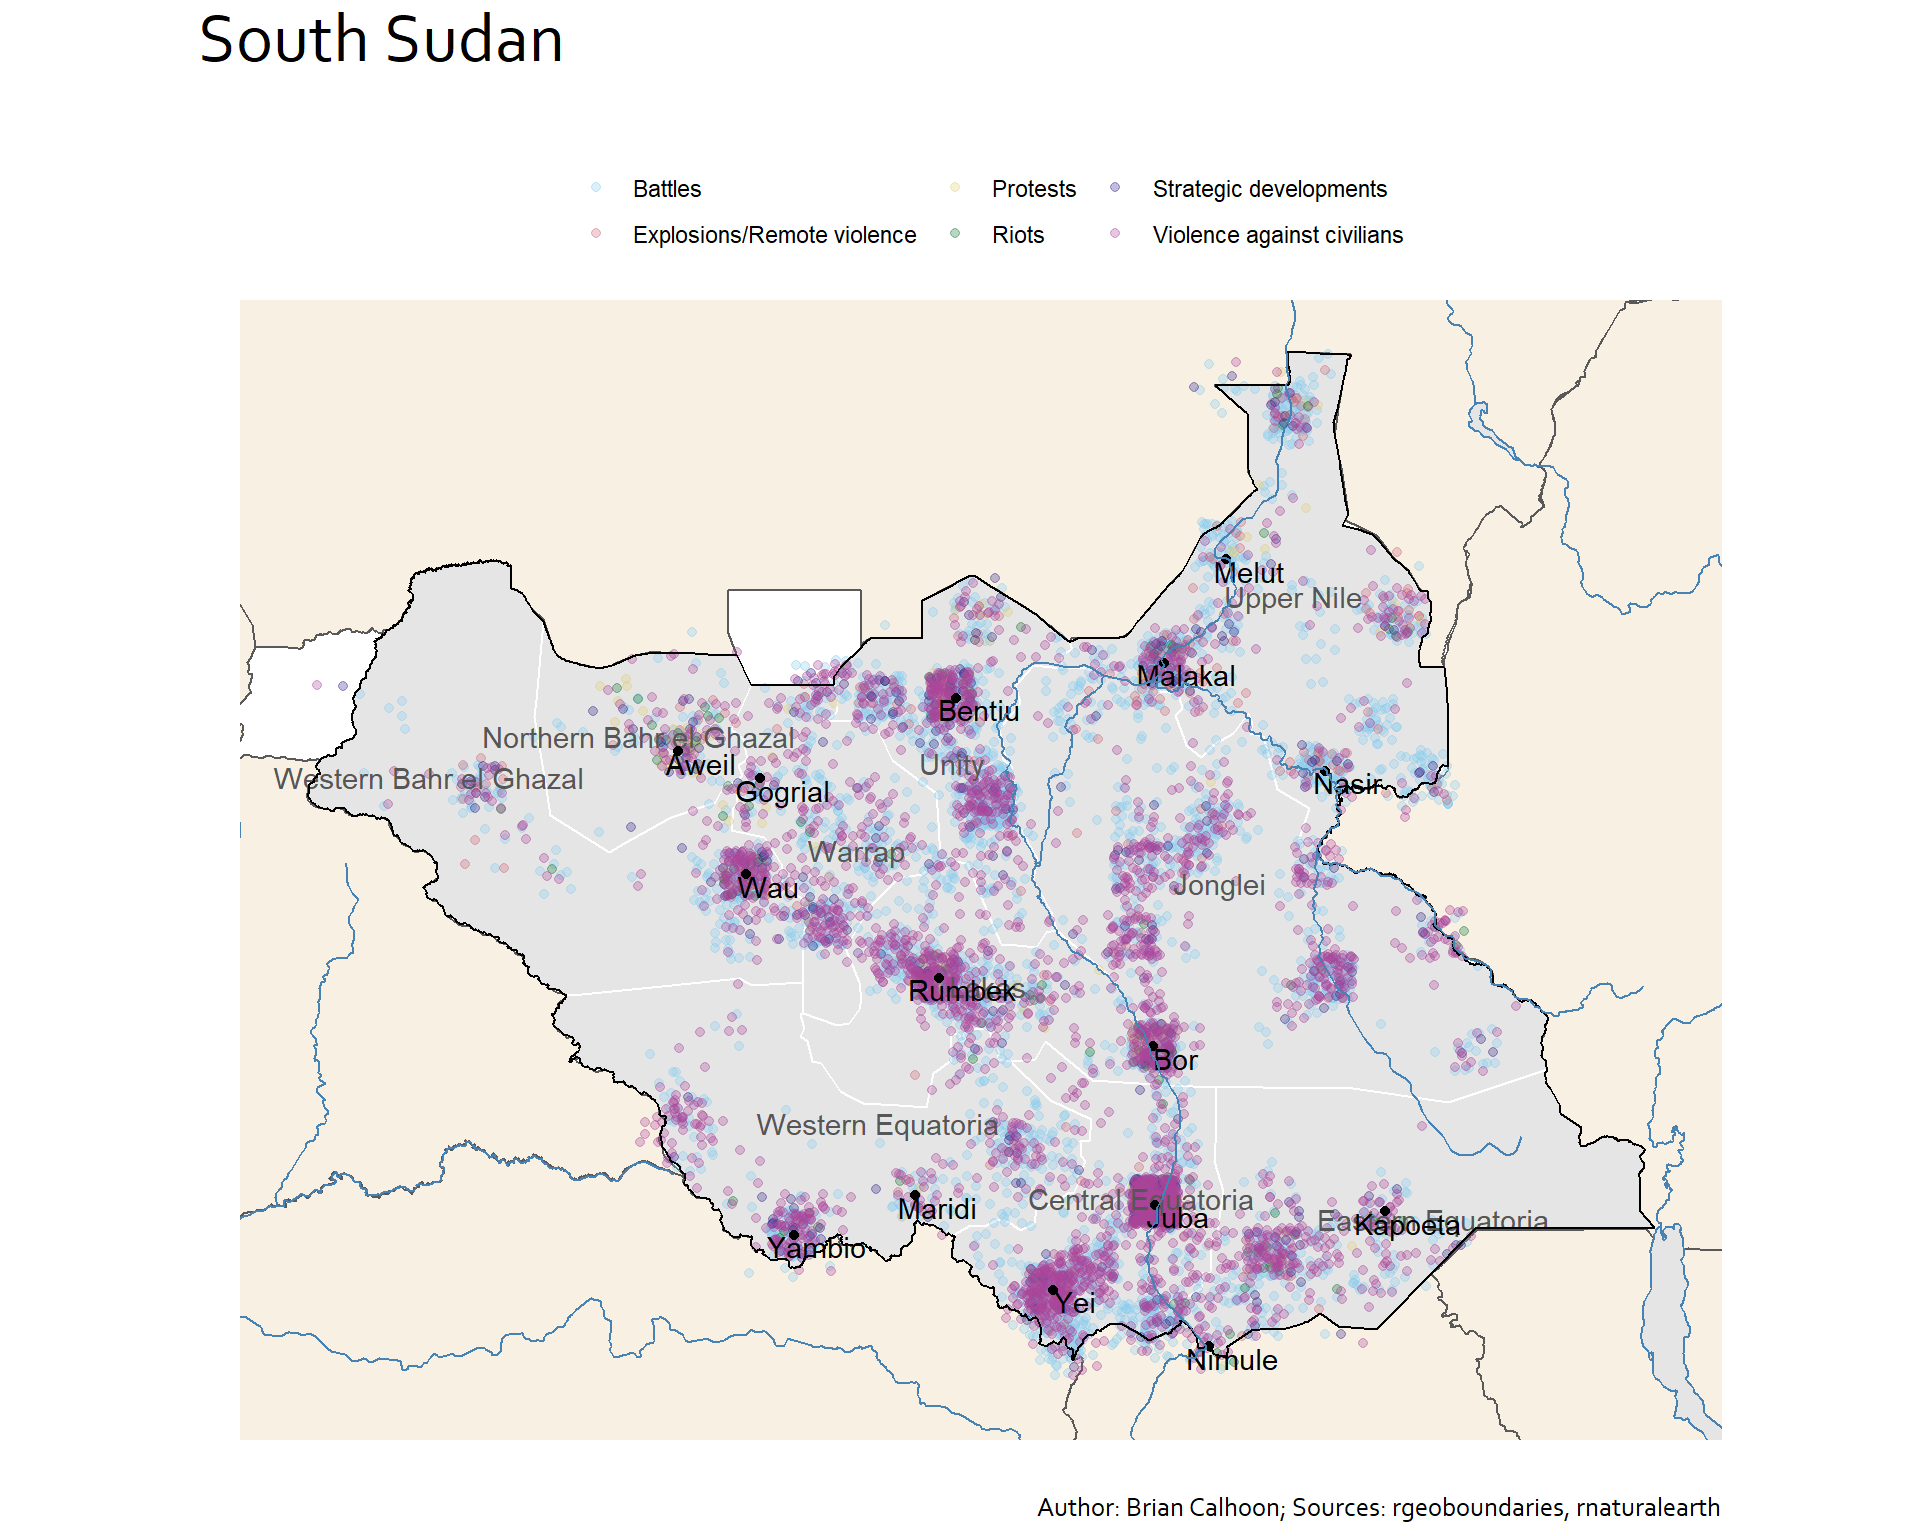 South Sudan
Battles
Protests
Strategic developments
Explosions/Remote violence
Riots
Violence against civilians
Melut
Upper Nile
Malakal
Bentiu
Northern Bahr el Ghazal
Aweil
Unity
Western Bahr el Ghazal
Gogrial
Nasir
Warrap
Wau
Jonglei
Rumbek
Lakes
Bor
Western Equatoria
Central Equatoria
Maridi
Juba
Eastern Equatoria
Kapoeta
Yambio
Yei
Nimule
Author: Brian Calhoon; Sources: rgeoboundaries, rnaturalearth